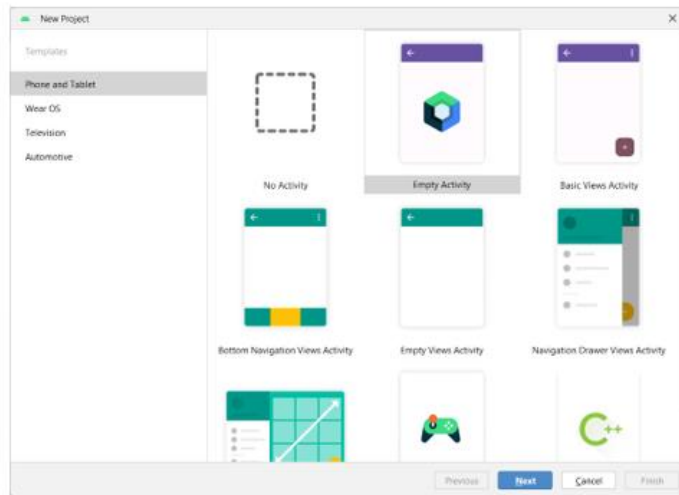 New Project
Templates
Phone and Tablet
Wear OS
Television
Automotive
No Activity
Empty Activity
Basic Views Activity
Bottom Navigation Views Activity
Empty Views Activity
Navigation Drawer Views Activity
C++
Previous
Next
Cancel
Finish